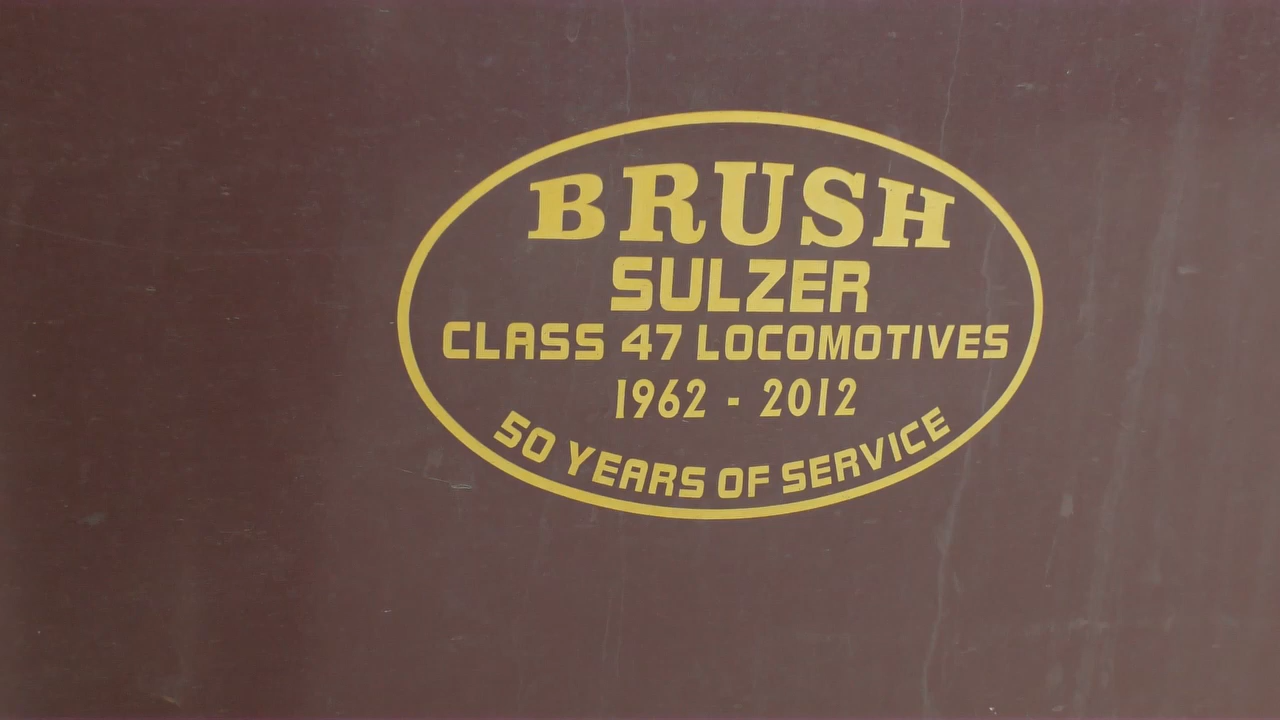 BRUSH
SULZER
CLASS 47 LOCOMOTIVES
1962 - 2012
50 YEARS OF SERVICE